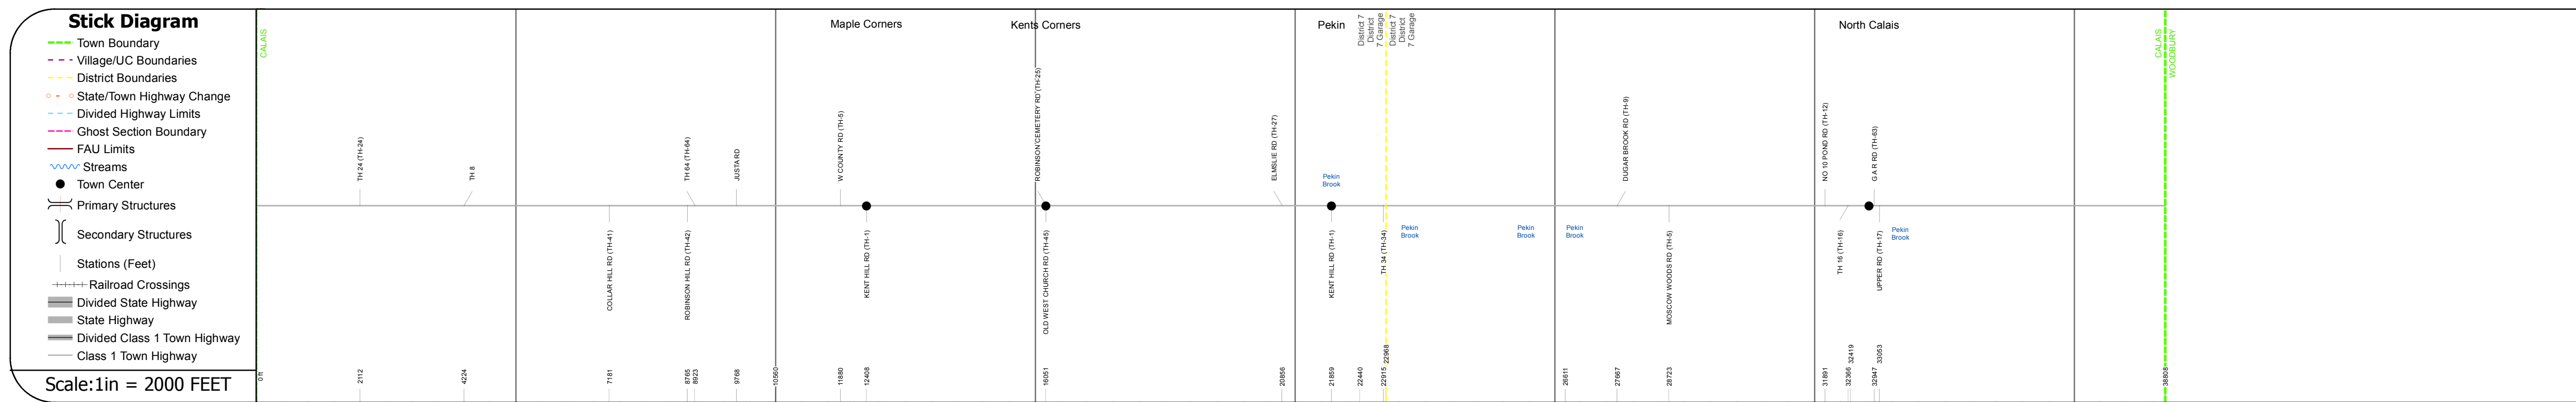 Stick Diagram
Town Boundary
Village/UC Boundaries
District Boundaries
State/Town Highway Change
Divided Highway Limits
Ghost Section Boundary
FAU Limits
Streams
Town Center
Primary Structures
Secondary Structures
Stations (Feet)
Railroad Crossings
Divided State Highway
State Highway
Divided Class 1 Town Highway
Class 1 Town Highway
Scale:1in = 2000 FEET
CALAIS
Maple Corners
Kents Corners
Pekin
District 7
District
7 Garage
District 7
District
7 Garage
North Calais
CALAIS
WOODBURY
TH 24 (TH-24)
TH 8
TH 64 (TH-64)
JUSTA RD
W COUNTY RD (TH-5)
ROBINSON CEMETERY RD (TH-25)
ELMSLIE RD (TH-27)
Pekin
Brook
DUGAR BROOK RD (TH-9)
NO 10 POND RD (TH-12)
G A R RD (TH-63)
COLLAR HILL RD (TH-41)
ROBINSON HILL RD (TH-42)
KENT HILL RD (TH-1)
OLD WEST CHURCH RD (TH-45)
KENT HILL RD (TH-1)
TH 34 (TH-34)
Pekin
Brook
Pekin
Brook
Pekin
Brook
MOSCOW WOODS RD (TH-5)
TH 16 (TH-16)
UPPER RD (TH-17)
Pekin
Brook
0 ft
2112
4224
7181
8765
8923
9768
10560
11880
12408
16051
20856
21859
22440
22915
22968
26611
27667
28723
31891
32366
32419
32947
33053
38808